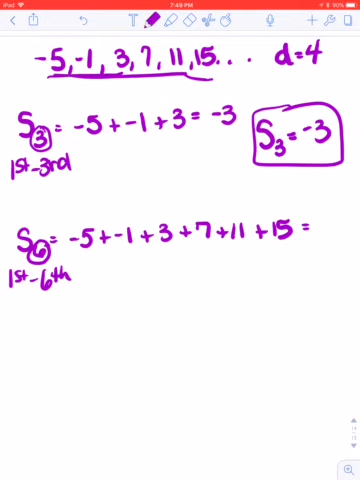 iPad 7:48 PM
T
-5, -1, 3, 7, 11, 15... d=4
S₃ = -5 + -1 + 3 = -3
S₃ = -3
1st-3rd
S₆ = -5 + -1 + 3 + 7 + 11 + 15 =
1st-6th